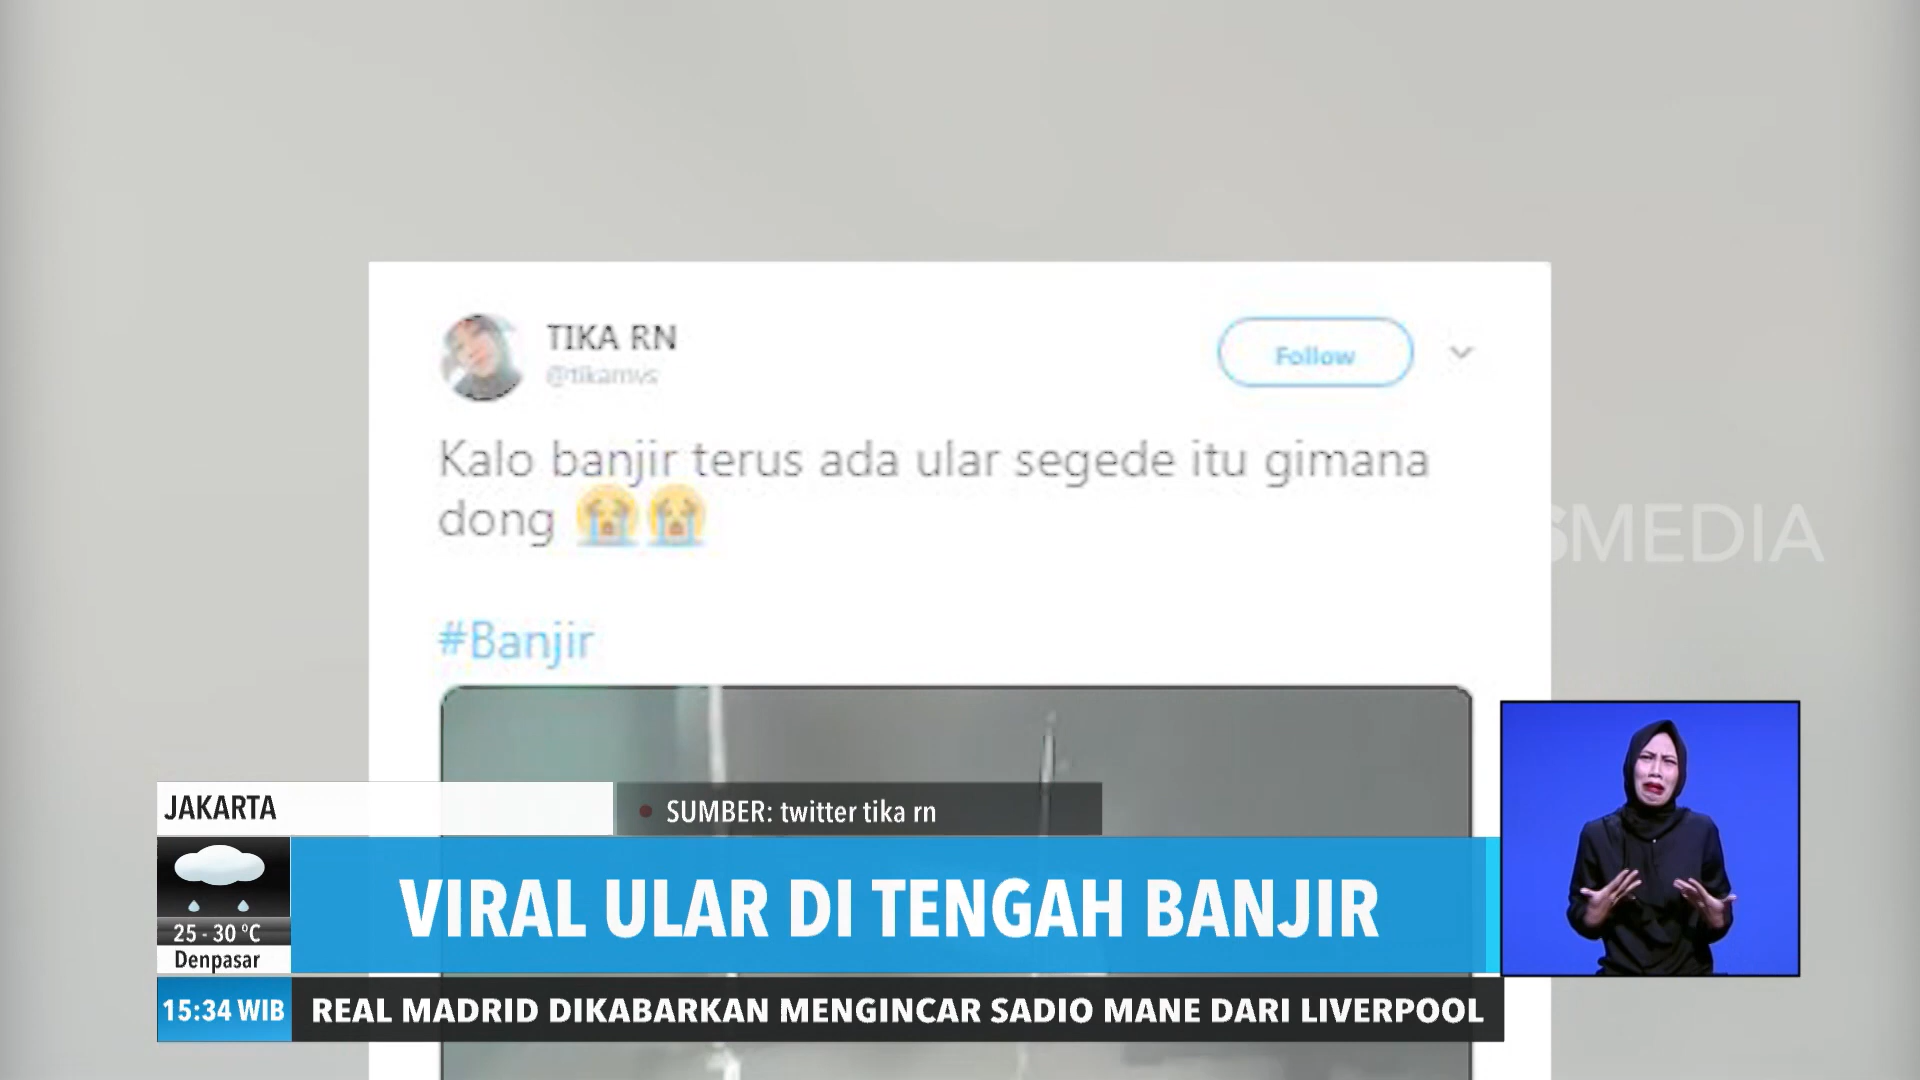 TIKA RN
Follow
Kalo banjir terus ada ular segede itu gimana
dong 😭😭
#Banjir
SMEDIA
JAKARTA
SUMBER: twitter tika rn
VIRAL ULAR DI TENGAH BANJIR
25 - 30 °C
Denpasar
15:34 WIB
REAL MADRID DIKABARKAN MENGINCAR SADIO MANE DARI LIVERPOOL